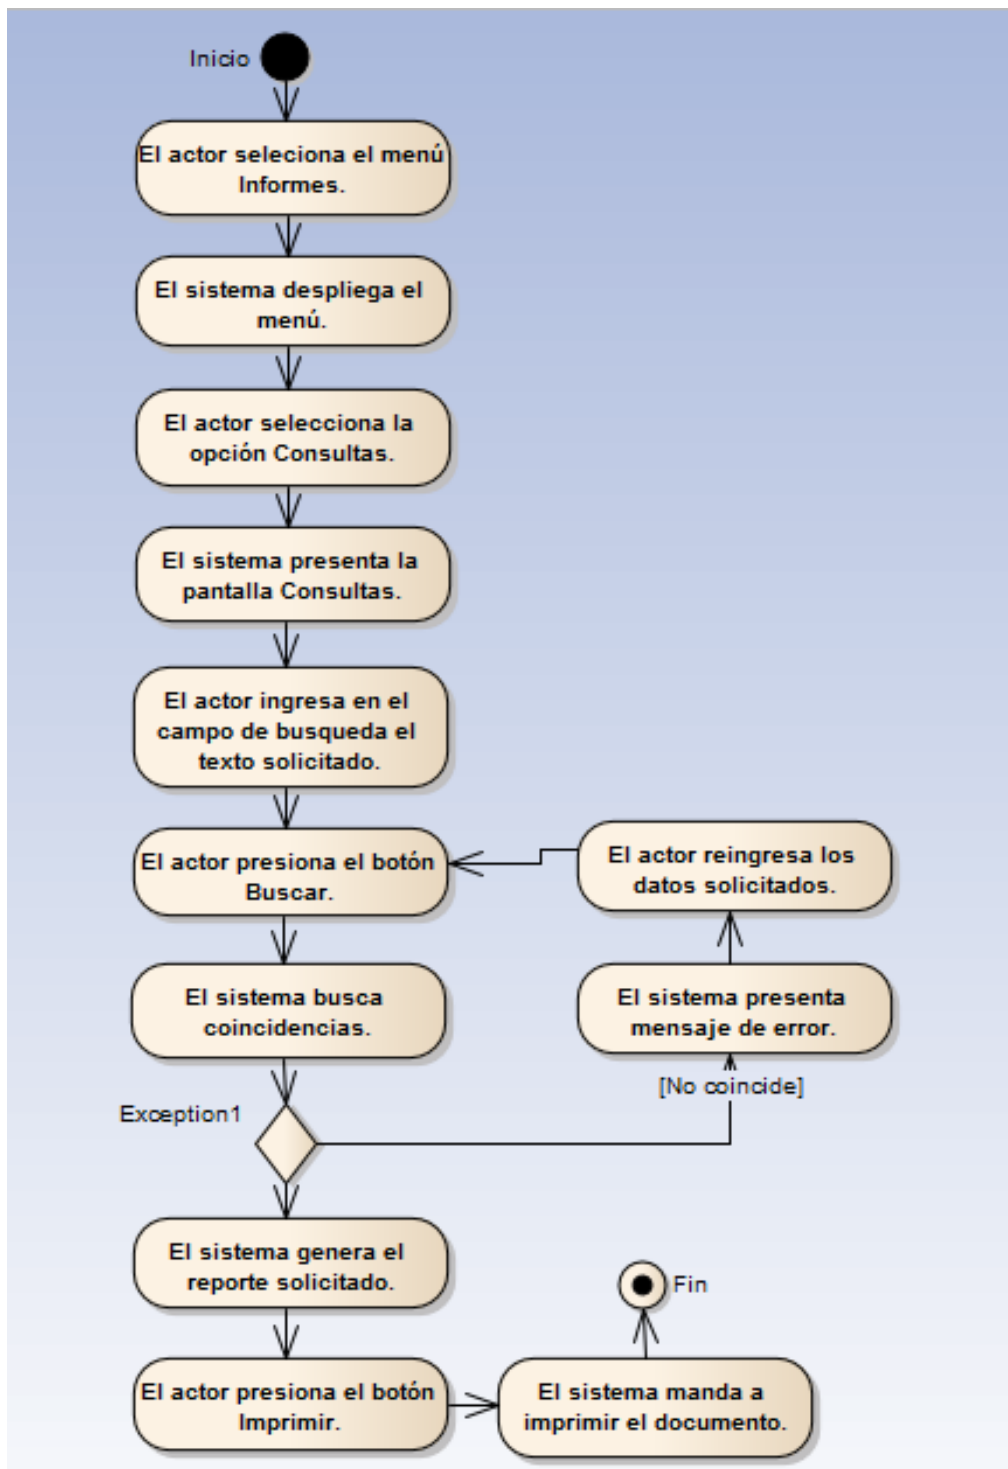 Inicio
El actor seleciona el menú
Informes.
El sistema despliega el
menú.
El actor selecciona la
opción Consultas.
El sistema presenta la
pantalla Consultas.
El actor ingresa en el
campo de busqueda el
texto solicitado.
El actor presiona el botón
Buscar.
El actor reingresa los
datos solicitados.
El sistema busca
coincidencias.
El sistema presenta
mensaje de error.
[No coincide]
Exception1
El sistema genera el
reporte solicitado.
Fin
El actor presiona el botón
Imprimir.
El sistema manda a
imprimir el documento.